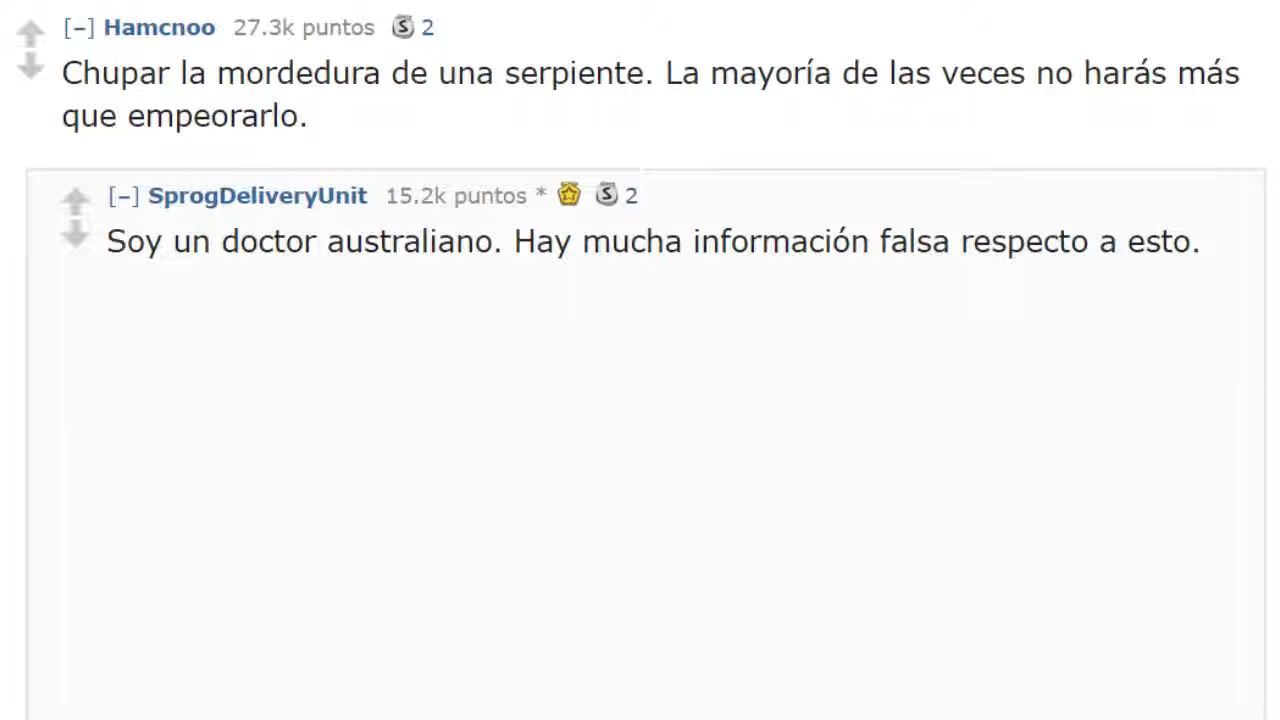 [–] Hamcnoo 27.3k puntos S 2
Chupar la mordedura de una serpiente. La mayoría de las veces no harás más
que empeorarlo.
[–] SprogDeliveryUnit 15.2k puntos * S 2
Soy un doctor australiano. Hay mucha información falsa respecto a esto.